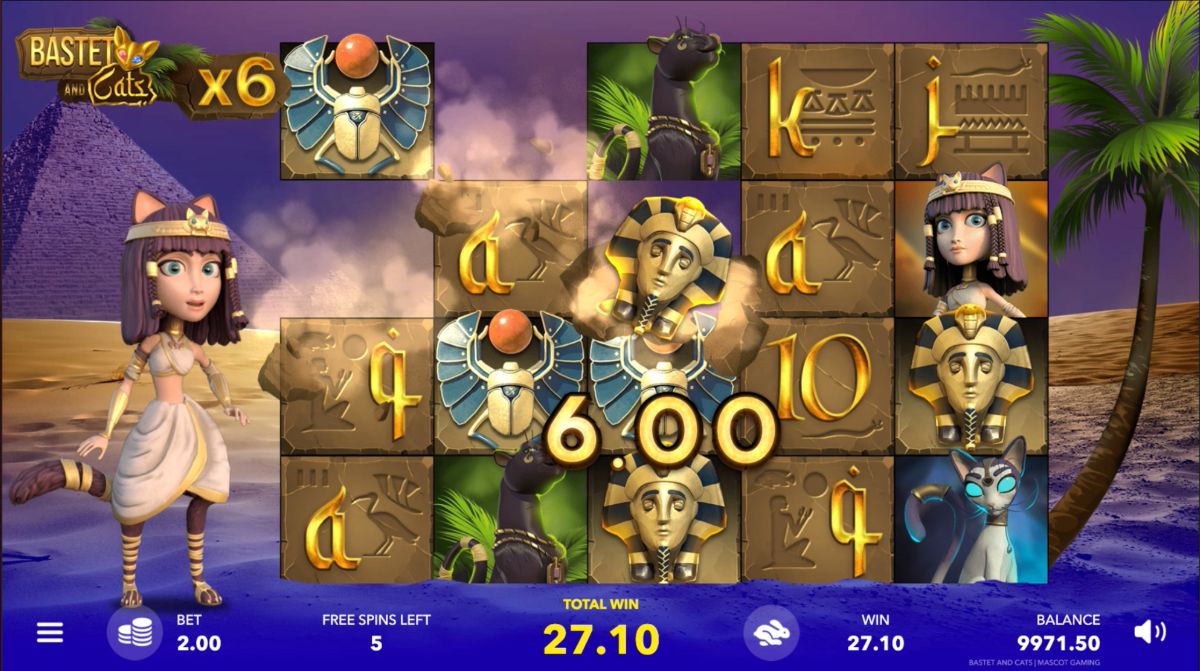 BASTET
AND Cats
x6
k
j
a
a
q
10
6.00
a
q
BET
2.00
FREE SPINS LEFT
5
TOTAL WIN
27.10
WIN
27.10
BALANCE
9971.50
BASTET AND CATS | MASCOT GAMING